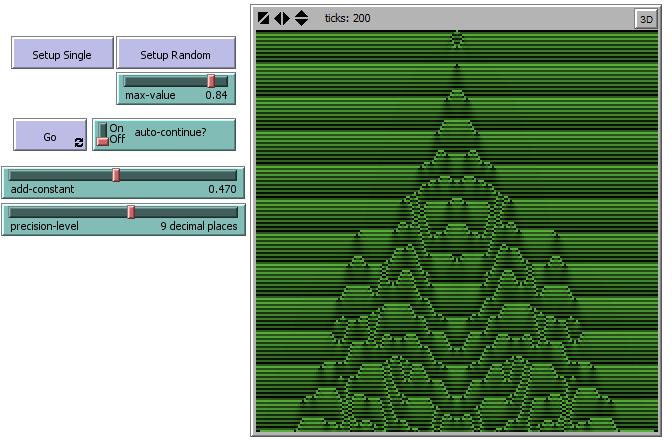 ticks: 200
3D
Setup Single
Setup Random
max-value 0.84
Go
On
Off
auto-continue?
add-constant 0.470
precision-level 9 decimal places